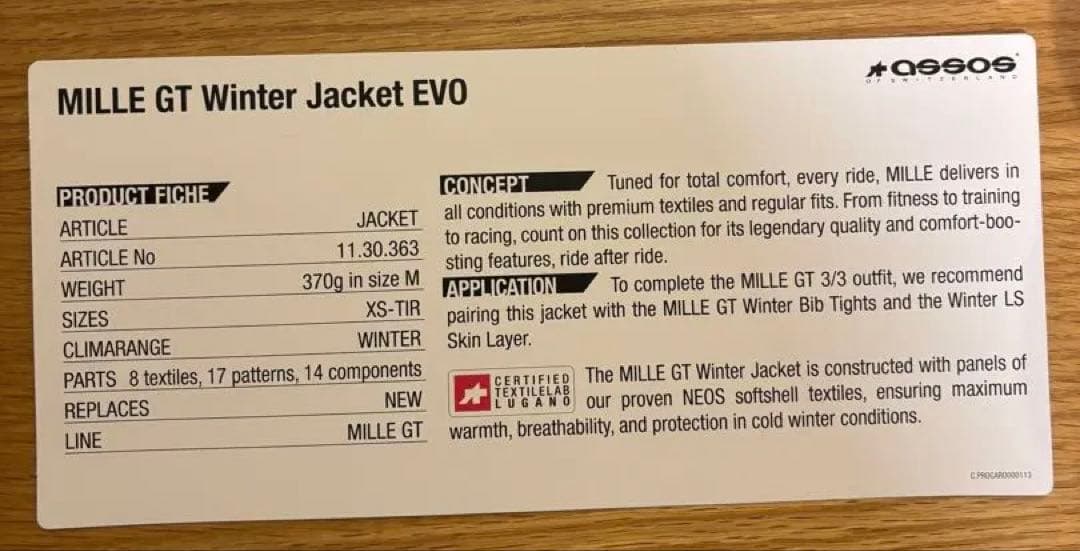 MILLE GT Winter Jacket EVO
assos
OF SWITZERLAND
PRODUCT FICHE
ARTICLE JACKET
ARTICLE No 11.30.363
WEIGHT 370g in size M
SIZES XS-TIR
CLIMARANGE WINTER
PARTS 8 textiles, 17 patterns, 14 components
REPLACES NEW
LINE MILLE GT
CONCEPT Tuned for total comfort, every ride, MILLE delivers in
all conditions with premium textiles and regular fits. From fitness to training
to racing, count on this collection for its legendary quality and comfort-boo-
sting features, ride after ride.
APPLICATION To complete the MILLE GT 3/3 outfit, we recommend
pairing this jacket with the MILLE GT Winter Bib Tights and the Winter LS
Skin Layer.
CERTIFIED
TEXTILELAB
LUGANO
The MILLE GT Winter Jacket is constructed with panels of
our proven NEOS softshell textiles, ensuring maximum
warmth, breathability, and protection in cold winter conditions.
C.PROCARD000113